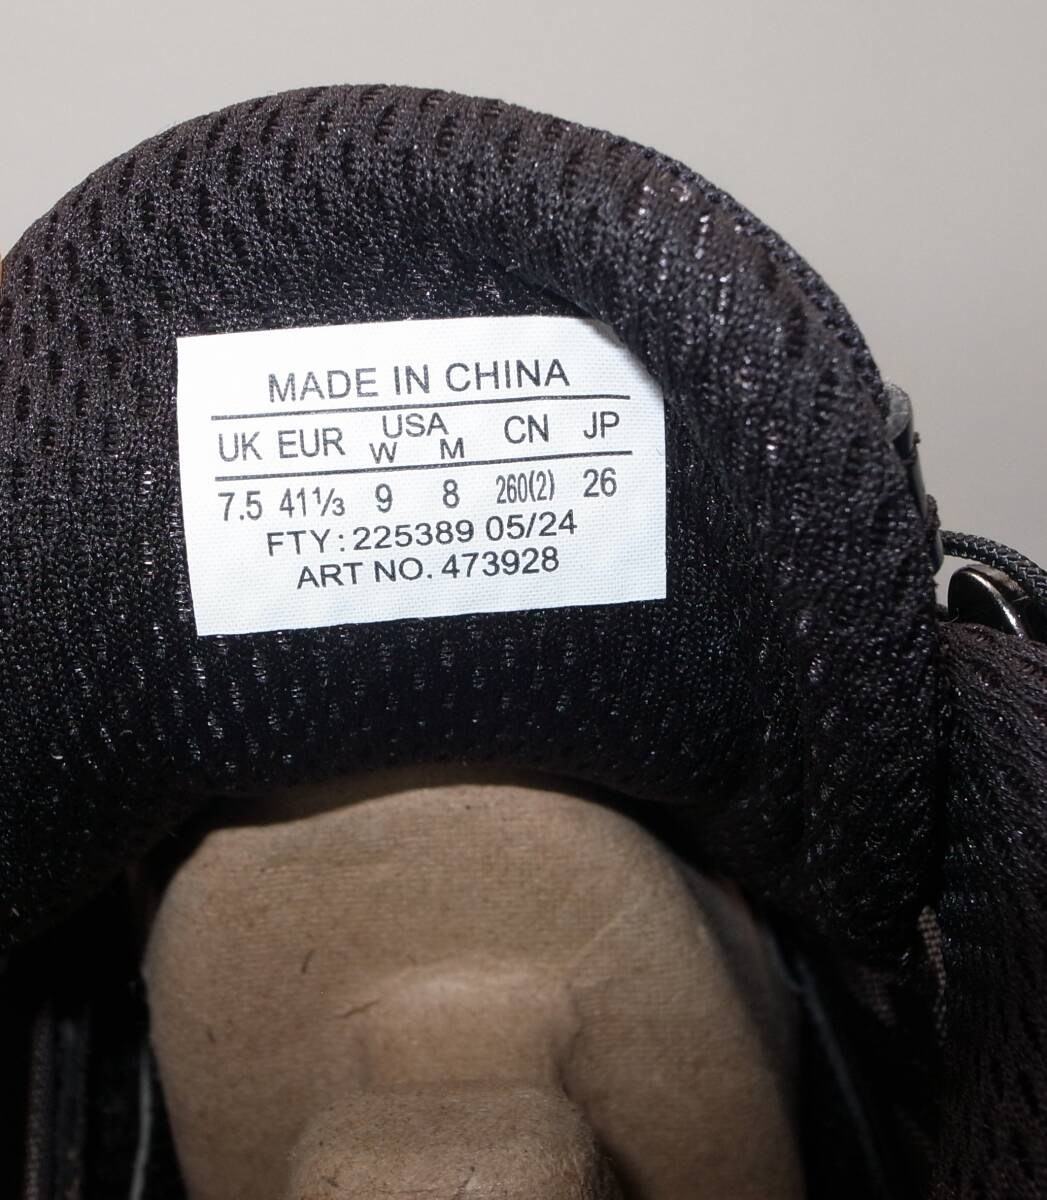 MADE IN CHINA
UK EUR USA CN JP
W M
7.5 41⅓ 9 8 260(2) 26
FTY: 225389 05/24
ART NO. 473928